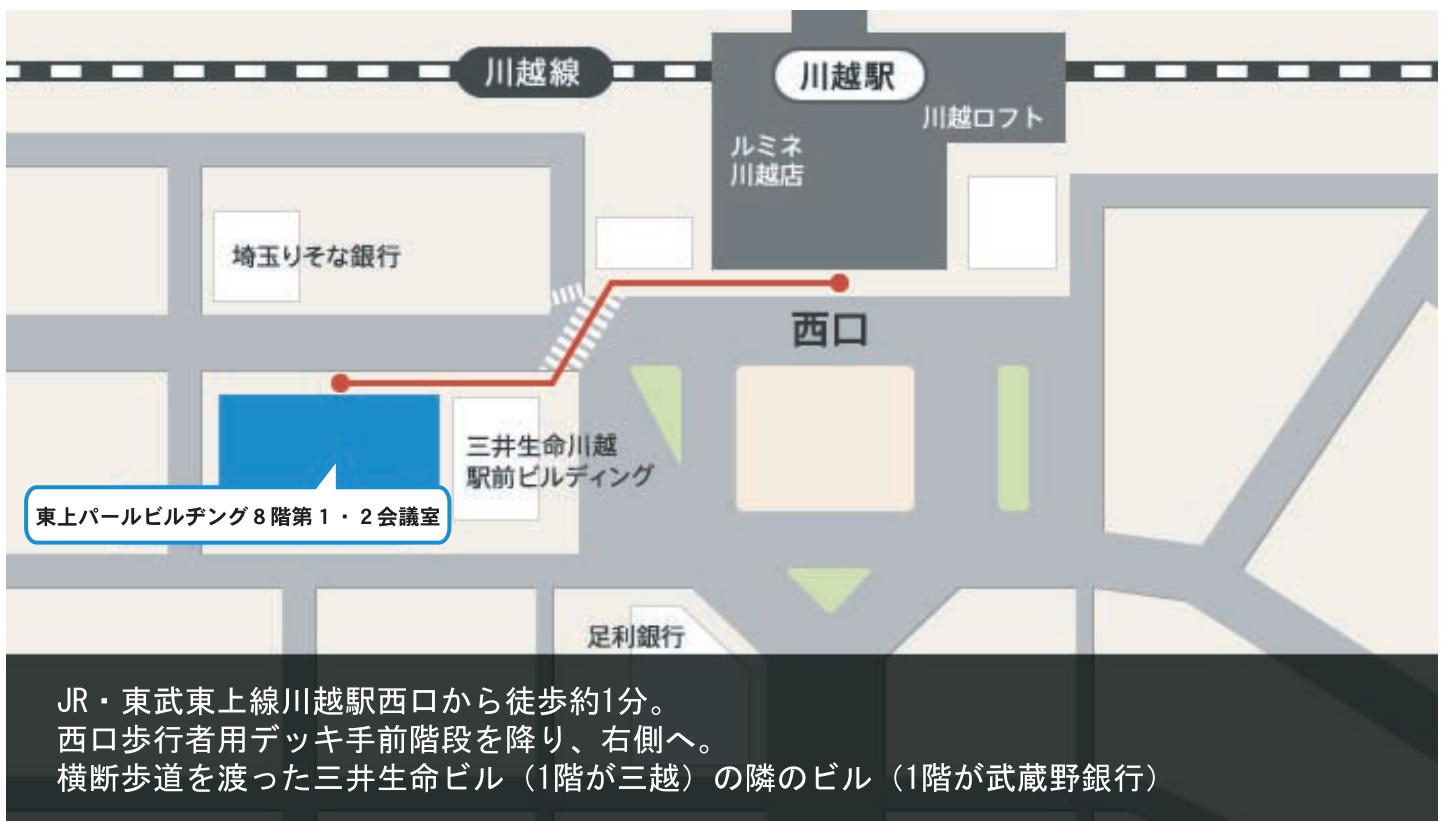 川越線
川越駅
川越ロフト
ルミネ
川越店
埼玉りそな銀行
西口
三井生命川越
駅前ビルディング
東上パールビルヂング8階第1・2会議室
足利銀行
JR・東武東上線川越駅西口から徒歩約1分。
西口歩行者用デッキ手前階段を降り、右側へ。
横断歩道を渡った三井生命ビル（1階が三越）の隣のビル（1階が武蔵野銀行）